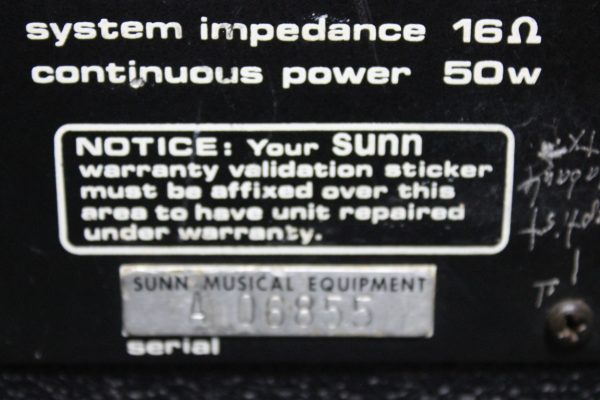 system impedance 16Ω
continuous power 50w
NOTICE: Your sunn
warranty validation sticker
must be affixed over this
area to have unit repaired
under warranty.
SUNN MUSICAL EQUIPMENT
A 06855
serial